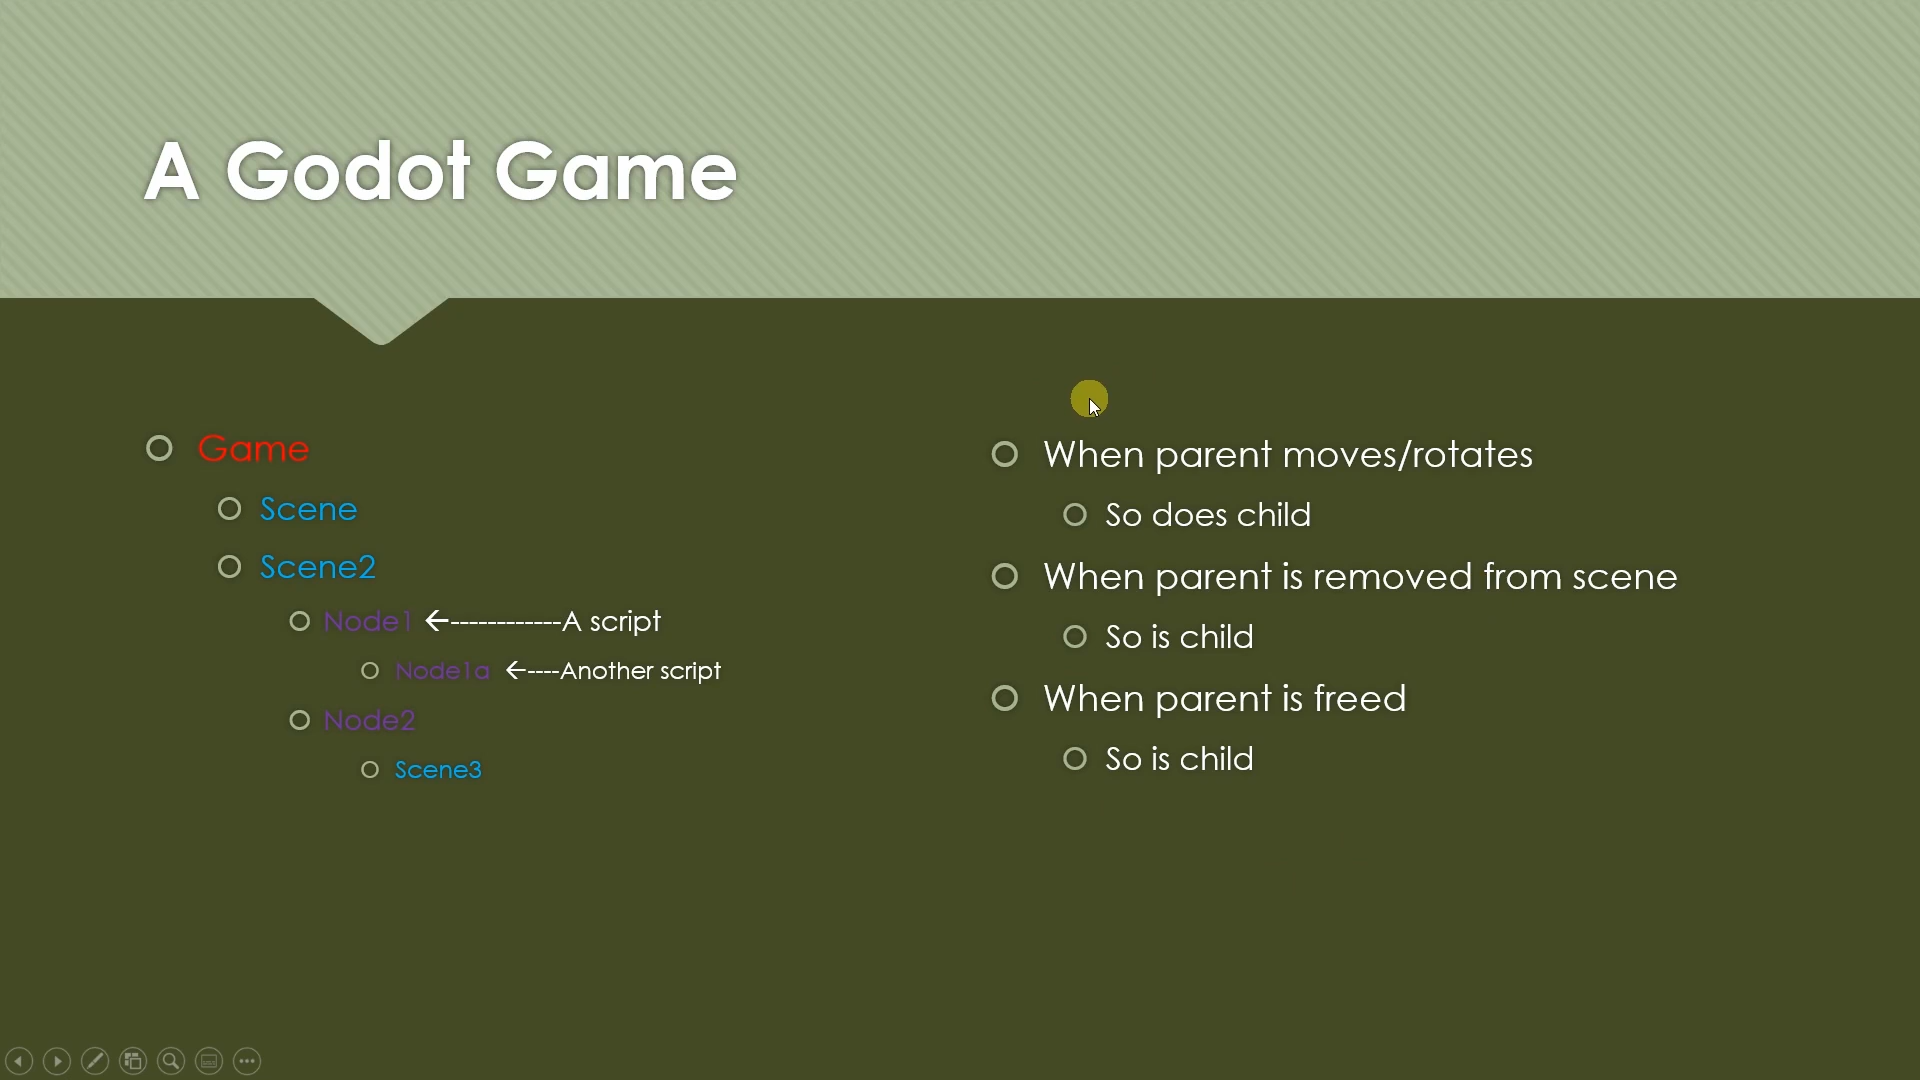 A Godot Game
Game
Scene
Scene2
Node1 ←------------A script
Node1a ←----Another script
Node2
Scene3
When parent moves/rotates
So does child
When parent is removed from scene
So is child
When parent is freed
So is child